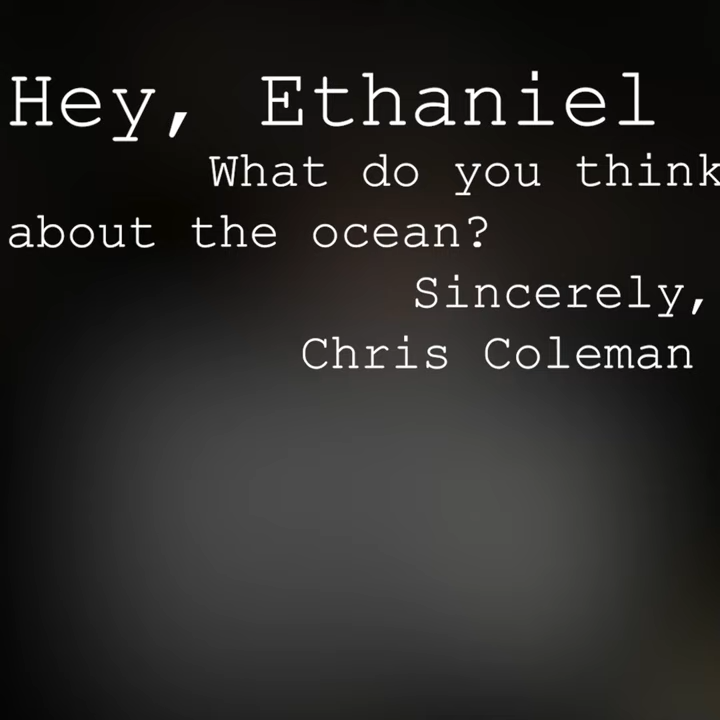 Hey, Ethaniel
What do you think
about the ocean?
Sincerely,
Chris Coleman